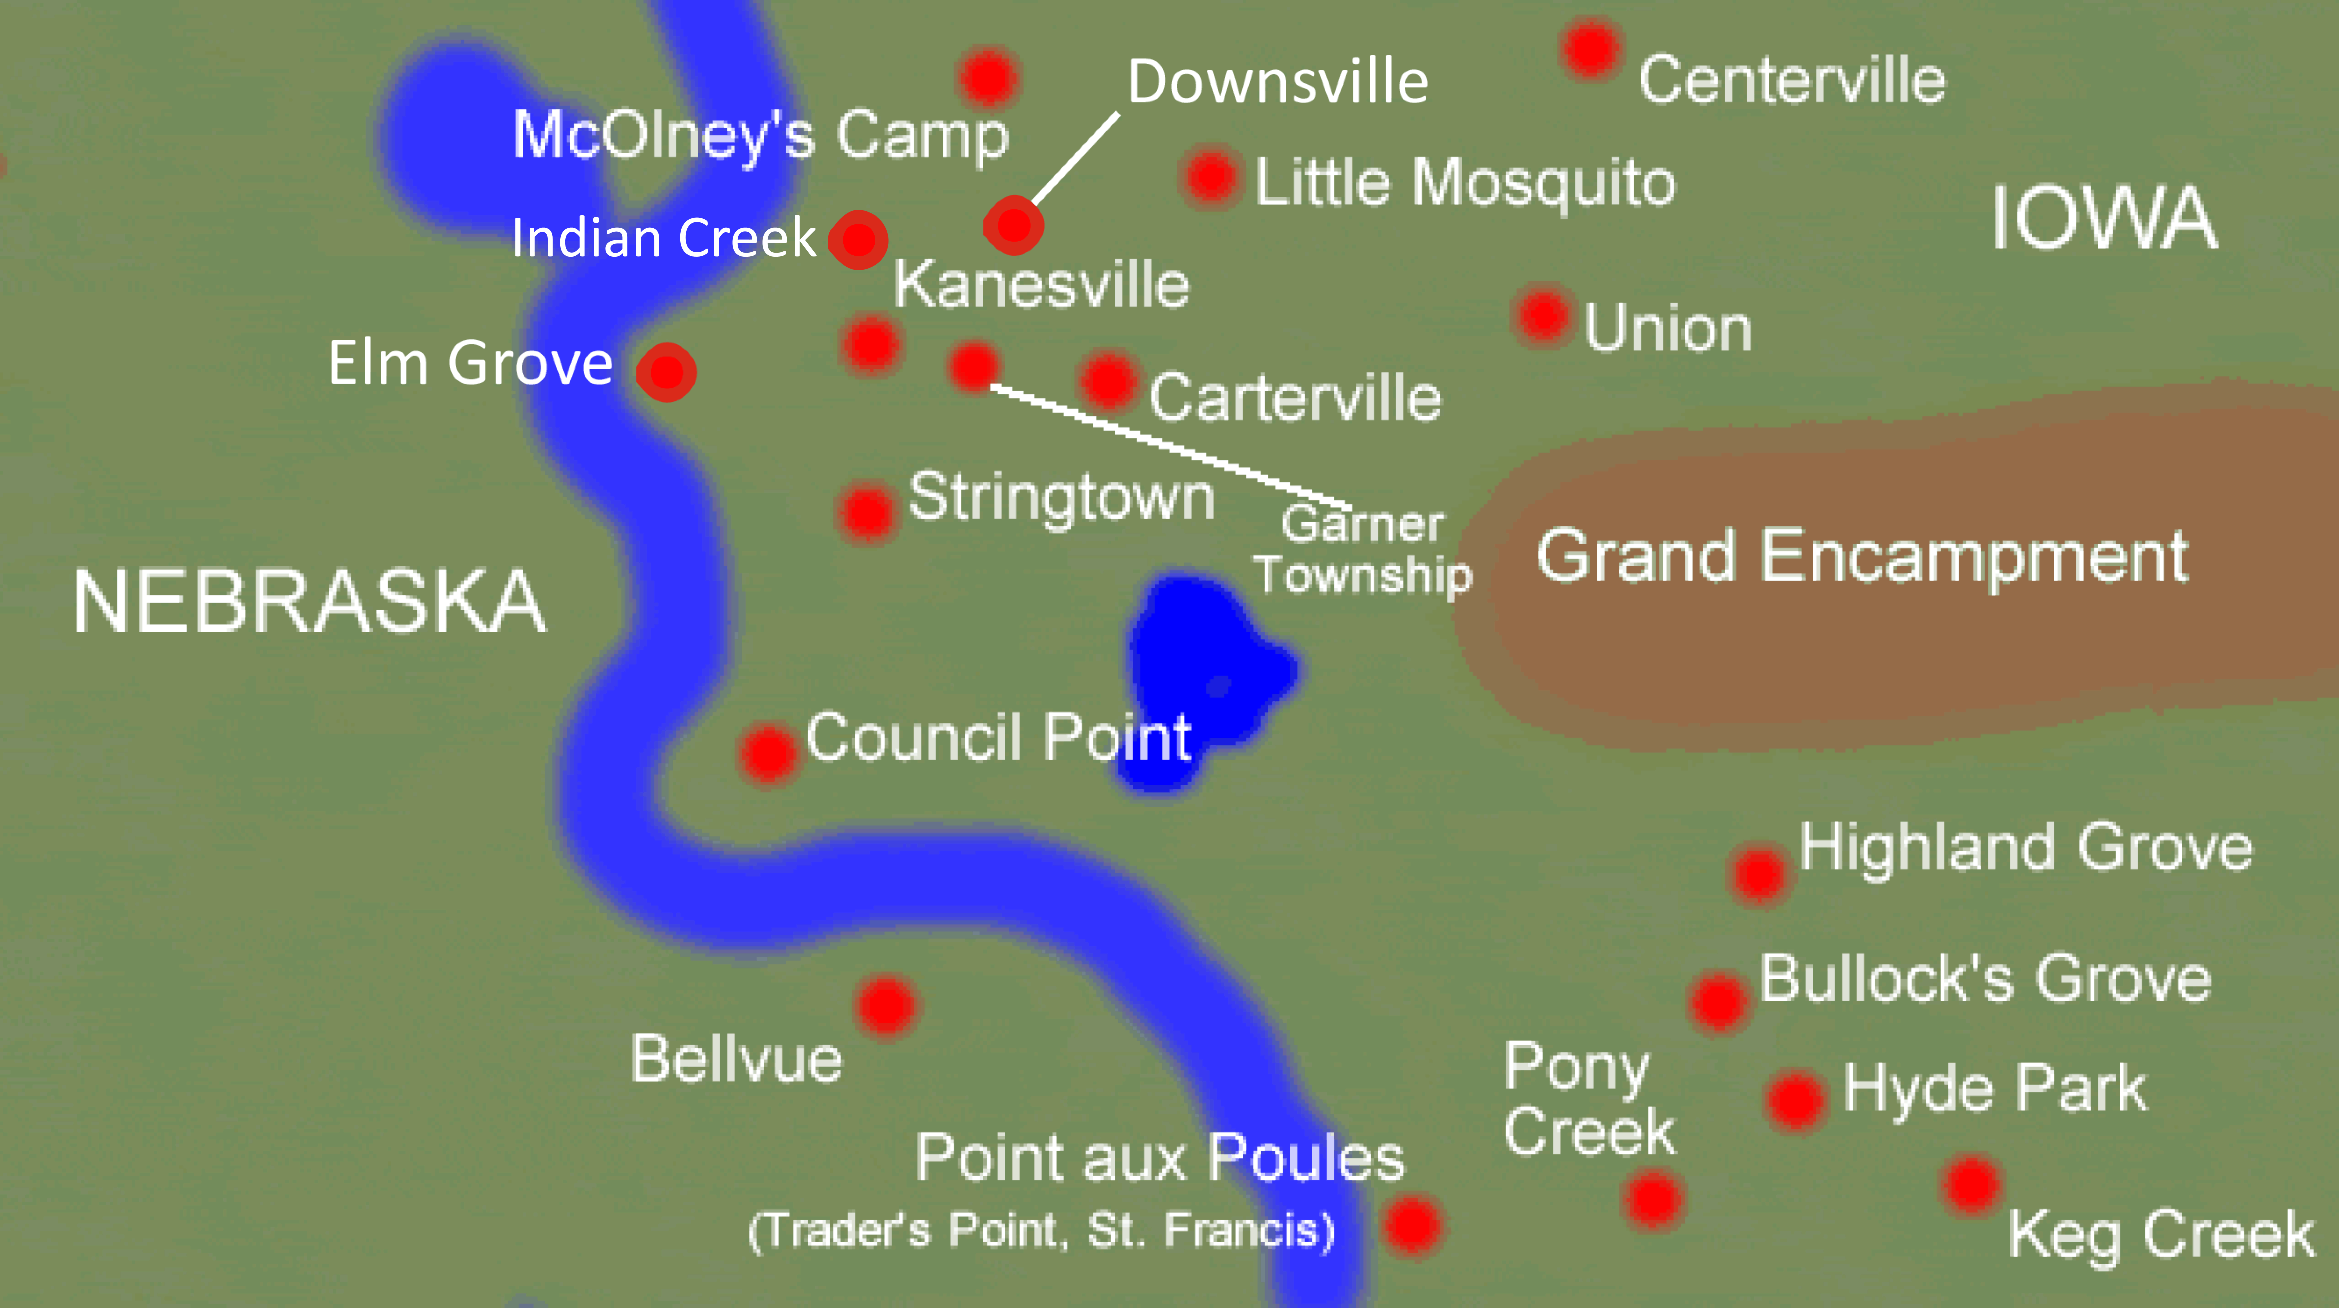 Downsville
Centerville
McOlney's Camp
Little Mosquito
IOWA
Indian Creek
Kanesville
Union
Elm Grove
Carterville
Stringtown
Garner
Township
Grand Encampment
NEBRASKA
Council Point
Highland Grove
Bullock's Grove
Bellvue
Pony
Creek
Hyde Park
Point aux Poules
(Trader's Point, St. Francis)
Keg Creek